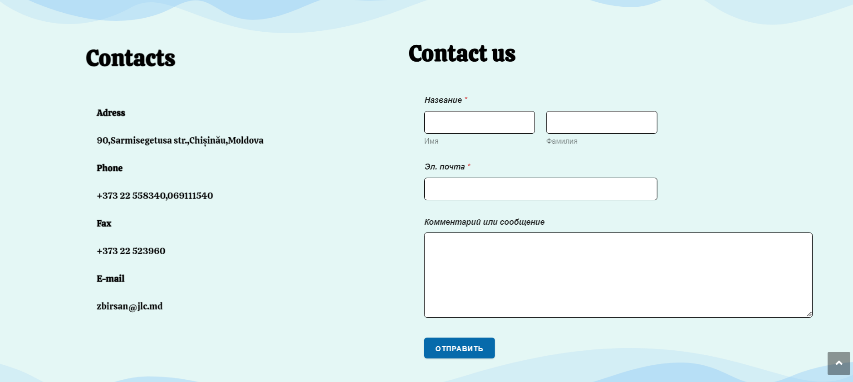 Contacts
Adress
90,Sarmisegetusa str.,Chișinău,Moldova
Phone
+373 22 558340,069111540
Fax
+373 22 523960
E-mail
zbirsan@jlc.md
Contact us
Название *
Имя Фамилия
Эл. почта *
Комментарий или сообщение
ОТПРАВИТЬ